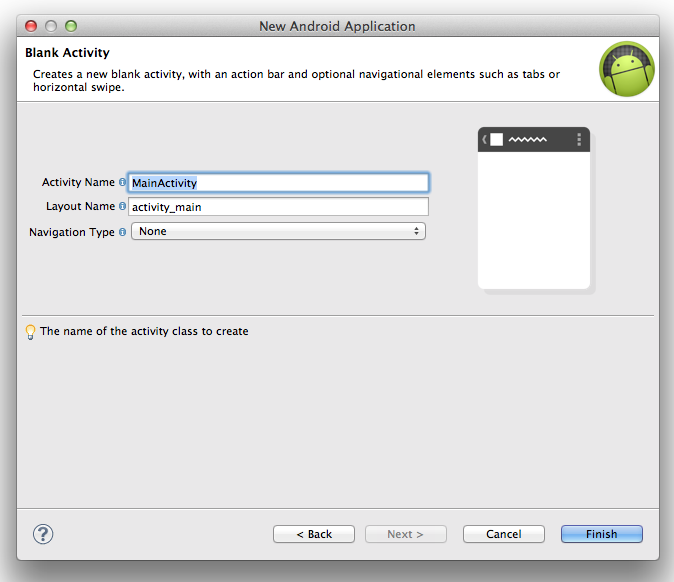 New Android Application
Blank Activity
Creates a new blank activity, with an action bar and optional navigational elements such as tabs or
horizontal swipe.
Activity Name MainActivity
Layout Name activity_main
Navigation Type None
The name of the activity class to create
?
< Back Next > Cancel Finish